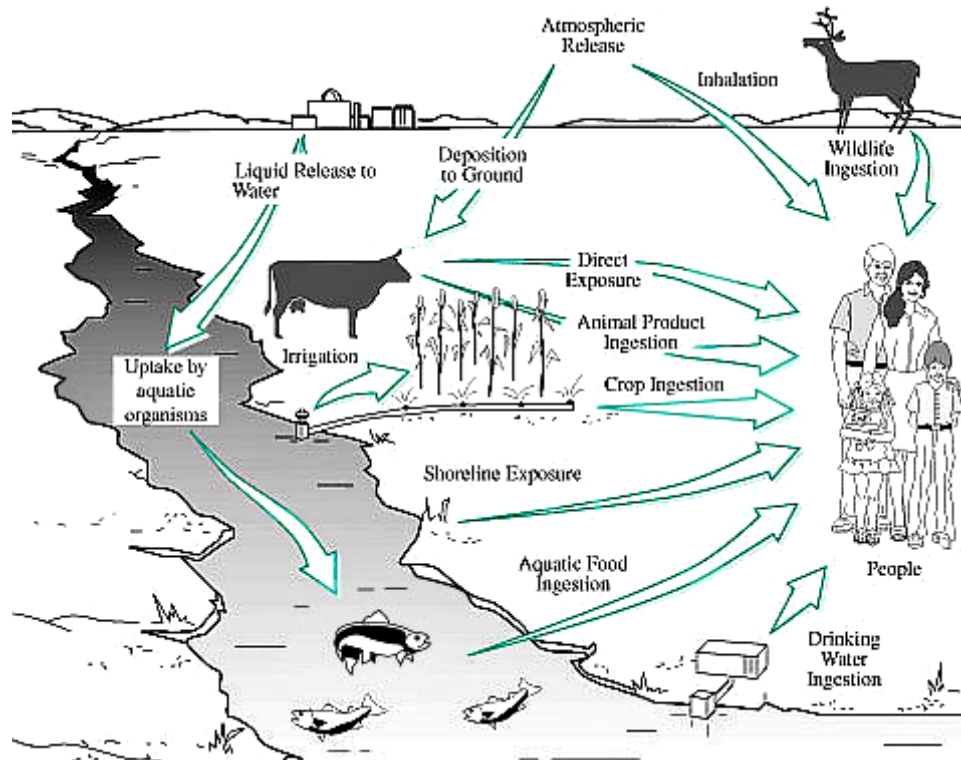 Atmospheric
Release
Inhalation
Wildlife
Ingestion
Liquid Release to
Water
Deposition
to Ground
Direct
Exposure
Animal Product
Ingestion
Irrigation
Crop Ingestion
Uptake by
aquatic
organisms
Shoreline Exposure
Aquatic Food
Ingestion
People
Drinking
Water
Ingestion